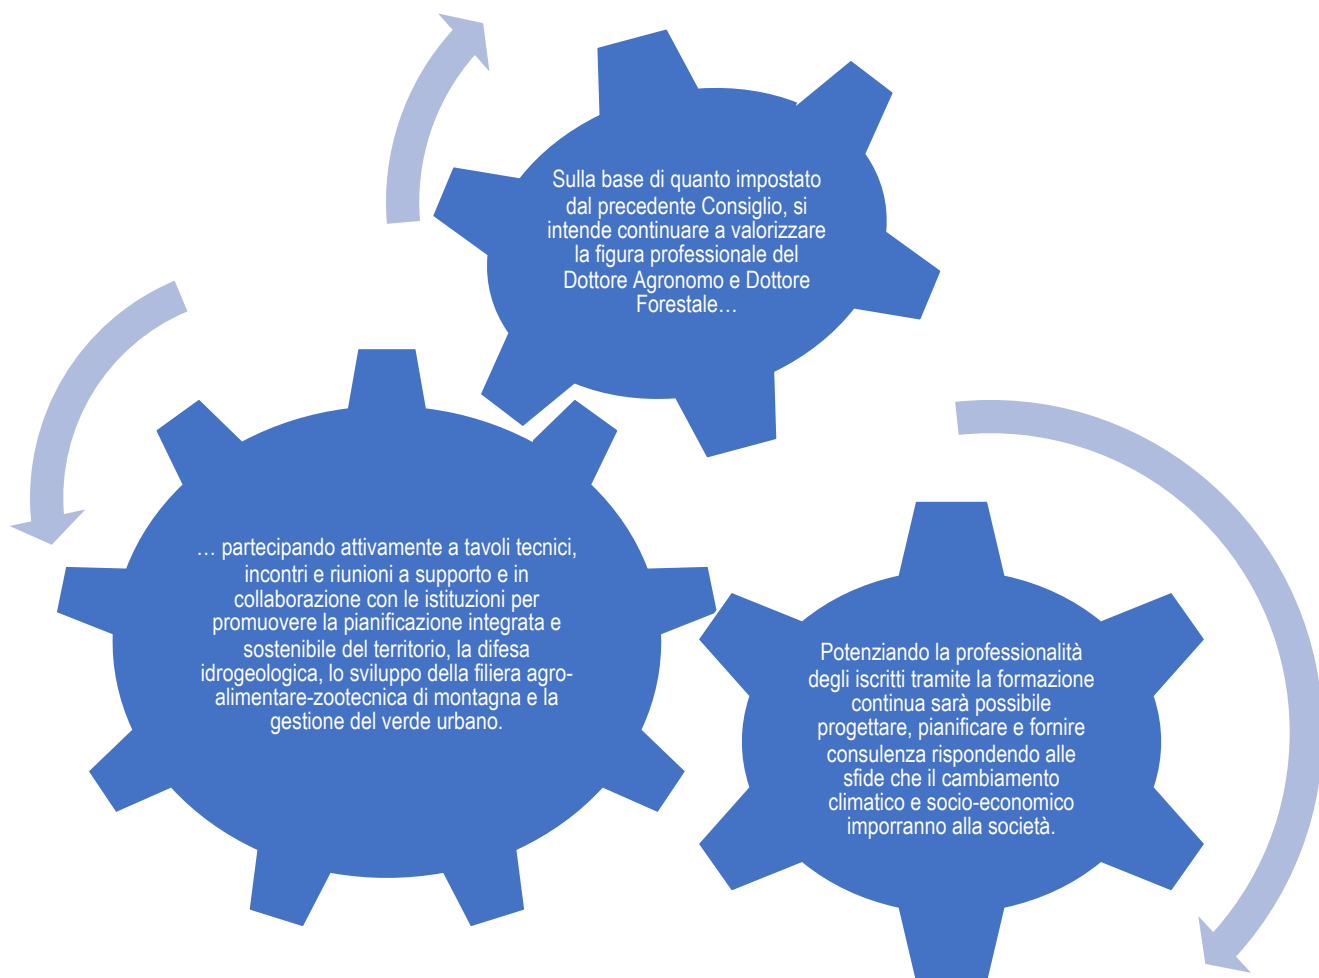 Sulla base di quanto impostato
dal precedente Consiglio, si
intende continuare a valorizzare
la figura professionale del
Dottore Agronomo e Dottore
Forestale…
… partecipando attivamente a tavoli tecnici,
incontri e riunioni a supporto e in
collaborazione con le istituzioni per
promuovere la pianificazione integrata e
sostenibile del territorio, la difesa
idrogeologica, lo sviluppo della filiera agro-
alimentare-zootecnica di montagna e la
gestione del verde urbano.
Potenziando la professionalità
degli iscritti tramite la formazione
continua sarà possibile
progettare, pianificare e fornire
consulenza rispondendo alle
sfide che il cambiamento
climatico e socio-economico
imporranno alla società.